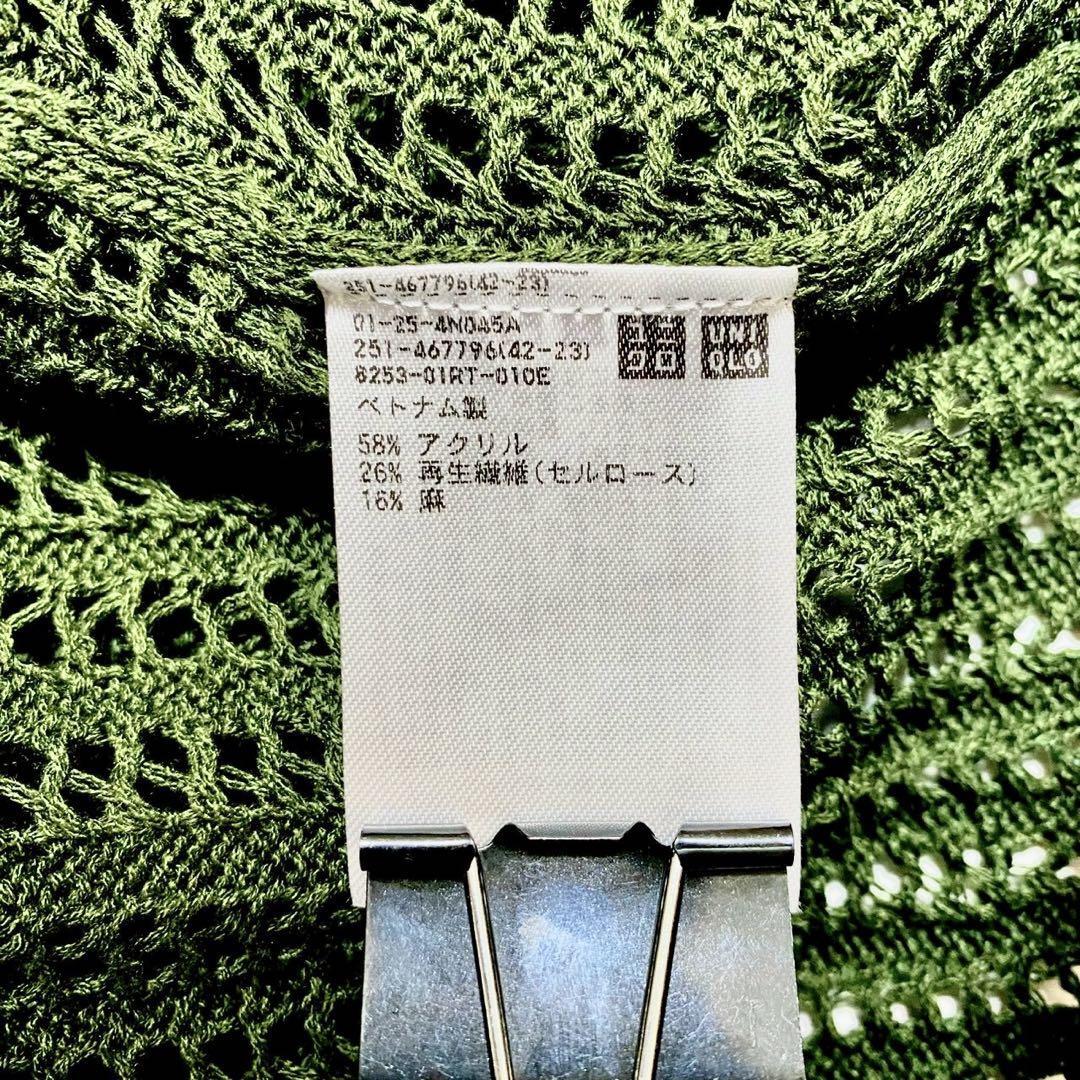 351-467796(42-23)
01-25-4N045A
251-467796(42-23)
8253-01RT-010E
ベトナム製
58% アクリル
26% 再生繊維(セルロース)
16% 麻